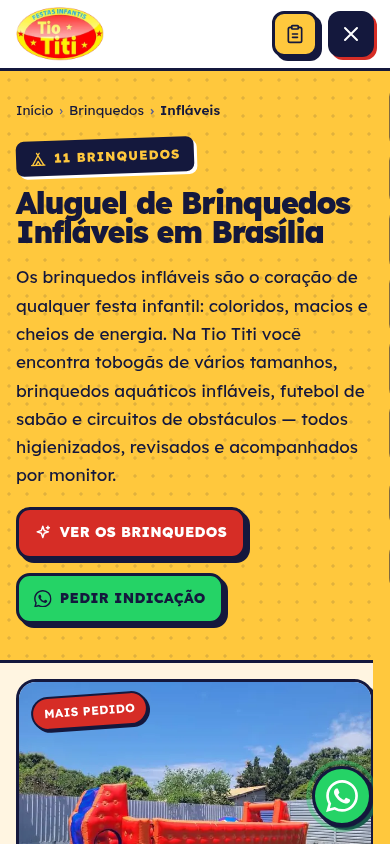 FESTAS INFANTIS
Tio
Titi
Início › Brinquedos › Infláveis
11 BRINQUEDOS
Aluguel de Brinquedos
Infláveis em Brasília
Os brinquedos infláveis são o coração de
qualquer festa infantil: coloridos, macios e
cheios de energia. Na Tio Titi você
encontra tobogãs de vários tamanhos,
brinquedos aquáticos infláveis, futebol de
sabão e circuitos de obstáculos — todos
higienizados, revisados e acompanhados
por monitor.
VER OS BRINQUEDOS
PEDIR INDICAÇÃO
MAIS PEDIDO